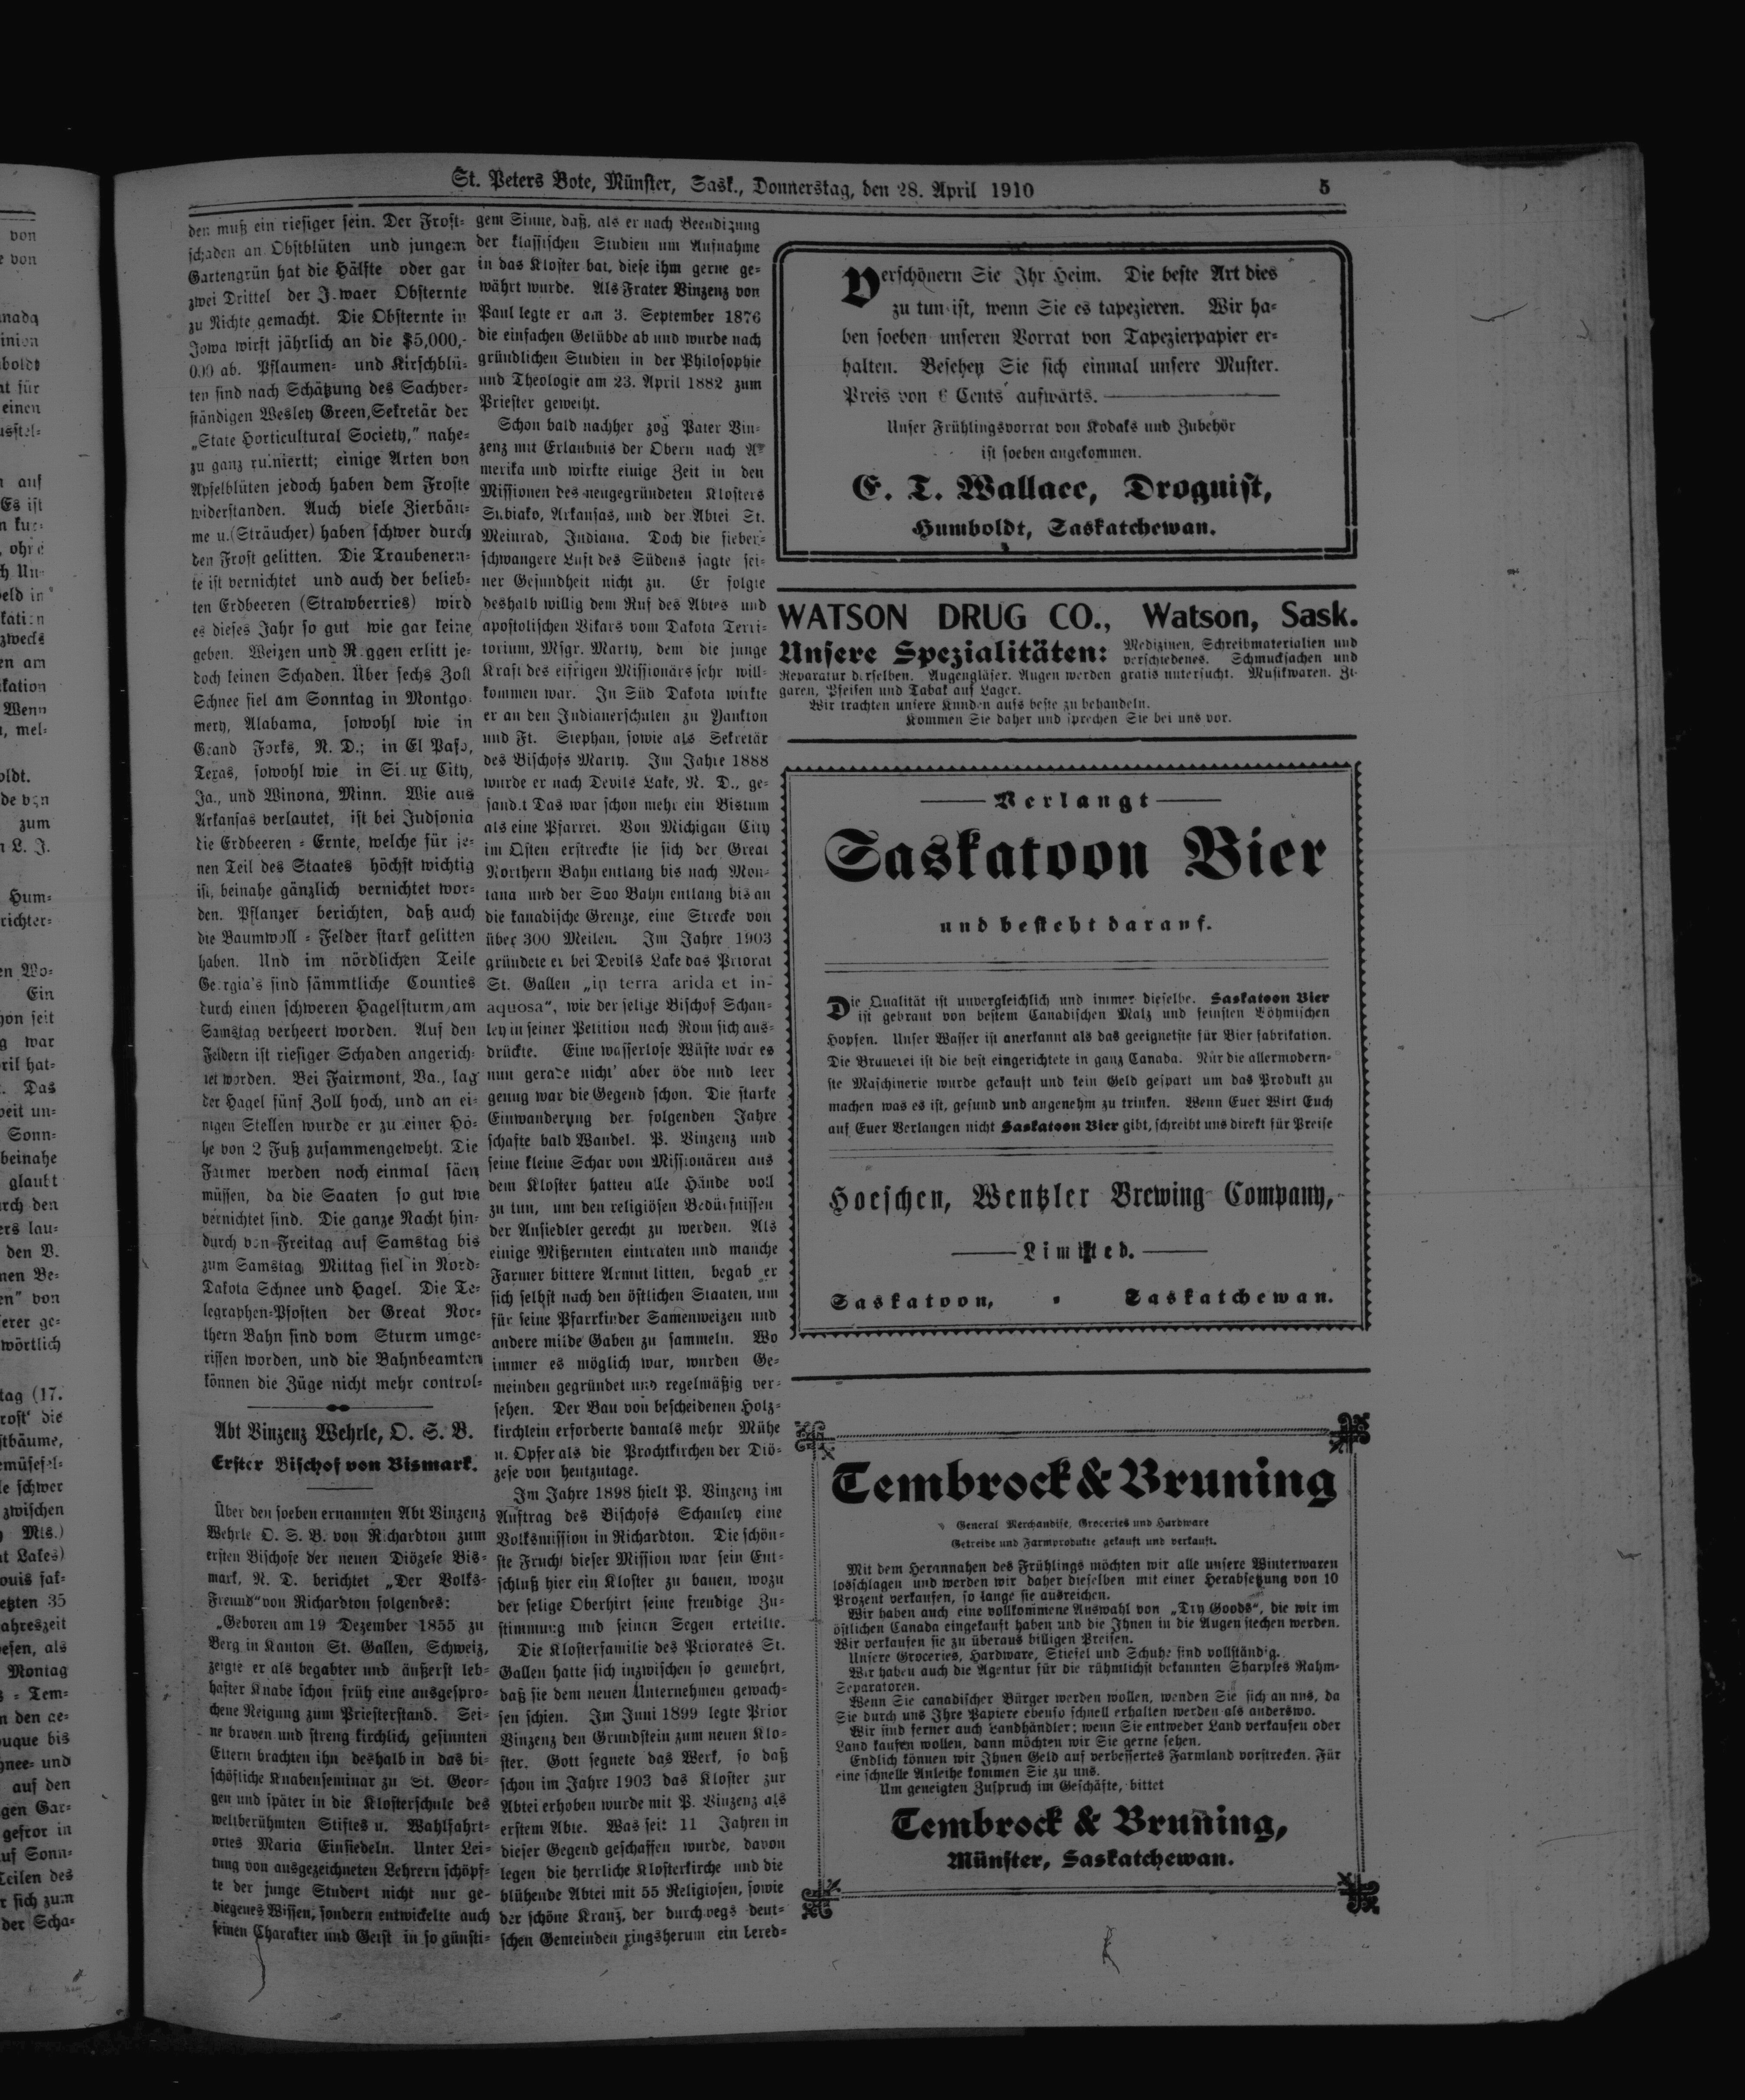 St. Peters Bote, Münster, Sask., Donnerstag, den 28. April 1910
5
den muß ein riesiger sein. Der Frost-
schaden an Obstblüten und jungem
Gartengrün hat die Hälfte oder gar
zwei Drittel der Iowaer Obsternte
zu Nichte gemacht. Die Obsternte in
Iowa wirft jährlich an die $5,000,-
000 ab. Pflaumen- und Kirschblü-
ten sind nach Schätzung des Sachver-
ständigen Wesley Green, Sekretär der
„State Horticultural Society,” nahe-
zu ganz ruiniertt; einige Arten von
Apfelblüten jedoch haben dem Froste
widerstanden. Auch viele Zierbäu-
me u. (Sträucher) haben schwer durch
den Frost gelitten. Die Traubenern-
te ist vernichtet und auch der belieb-
ten Erdbeeren (Strawberries) wird
es dieses Jahr so gut wie gar keine
geben. Weizen und Roggen erlitt je-
doch keinen Schaden. Über sechs Zoll
Schnee fiel am Sonntag in Montgo-
mery, Alabama, sowohl wie in
Grand Forks, N. D.; in El Paso,
Texas, sowohl wie in Sioux City,
Ja., und Winona, Minn. Wie aus
Arkansas verlautet, ist bei Judsonia
die Erdbeeren-Ernte, welche für je-
nen Teil des Staates höchst wichtig
ist, beinahe gänzlich vernichtet wor-
den. Pflanzer berichten, daß auch
die Baumwoll-Felder stark gelitten
haben. Und im nördlichen Teile
Georgia's sind sämmtliche Counties
durch einen schweren Hagelsturm am
Samstag verheert worden. Auf den
Feldern ist riesiger Schaden angerich-
tet worden. Bei Fairmont, Va., lag
der Hagel fünf Zoll hoch, und an ei-
nigen Stellen wurde er zu einer Hö-
he von 2 Fuß zusammengeweht. Die
Farmer werden noch einmal säen
müssen, da die Saaten so gut wie
vernichtet sind. Die ganze Nacht hin-
durch von Freitag auf Samstag bis
zum Samstag Mittag fiel in Nord-
Dakota Schnee und Hagel. Die Te-
legraphen-Pfosten der Great Nor-
thern Bahn sind vom Sturm umge-
rissen worden, und die Bahnbeamten
können die Züge nicht mehr control-
Abt Vinzenz Wehrle, O. S. B.
Erster Bischof von Bismark.
Über den soeben ernannten Abt Vinzenz
Wehrle O. S. B. von Richardton zum
ersten Bischofe der neuen Diözese Bis-
mark, N. D. berichtet „Der Volks-
Freund“ von Richardton folgendes:
„Geboren am 19 Dezember 1855 zu
Berg in Kanton St. Gallen, Schweiz,
zeigte er als begabter und äußerst leb-
hafter Knabe schon früh eine ausgespro-
chene Neigung zum Priesterstand. Sei-
ne braven und streng kirchlich gesinnten
Eltern brachten ihn deshalb in das bi-
schöfliche Knabenseminar zu St. Geor-
gen und später in die Klosterschule des
weltberühmten Stiftes u. Wahlfahrt-
ortes Maria Einsiedeln. Unter Lei-
tung von ausgezeichneten Lehrern schöpf-
te der junge Student nicht nur ge-
diegenes Wissen, sondern entwickelte auch
seinen Charakter und Geist in so günsti-
gem Sinne, daß, als er nach Beendigung
der klassischen Studien um Aufnahme
in das Kloster bat, diese ihm gerne ge-
währt wurde. Als Frater Vinzenz von
Paul legte er am 3. September 1876
die einfachen Gelübde ab und wurde nach
gründlichen Studien in der Philosophie
und Theologie am 23. April 1882 zum
Priester geweiht.
Schon bald nachher zog Pater Vin-
zenz mit Erlaubnis der Obern nach A-
merika und wirkte einige Zeit in den
Missionen des neugegründeten Klosters
Subiako, Arkansas, und der Abtei St.
Meinrad, Indiana. Doch die fieber-
schwangere Luft des Südens sagte sei-
ner Gesundheit nicht zu. Er folgte
deshalb willig dem Ruf des Abtes und
apostolischen Vikars vom Dakota Terri-
torium, Msgr. Marty, dem die junge
Kraft des eifrigen Missionärs sehr will-
kommen war. In Süd Dakota wirkte
er an den Indianerschulen zu Yankton
und Ft. Stephan, sowie als Sekretär
des Bischofs Marty. Im Jahre 1888
wurde er nach Devils Lake, N. D., ge-
sandt. Das war schon mehr ein Bistum
als eine Pfarrei. Von Michigan City
im Osten erstreckte sie sich der Great
Northern Bahn entlang bis nach Mon-
tana und der Soo Bahn entlang bis an
die kanadische Grenze, eine Strecke von
über 300 Meilen. Im Jahre 1903
gründete er bei Devils Lake das Priorat
St. Gallen „in terra arida et in-
aquosa“, wie der selige Bischof Schan-
ley in seiner Petition nach Rom sich aus-
drückte. Eine wasserlose Wüste war es
nun gerade nicht' aber öde und leer
genug war die Gegend schon. Die starke
Einwanderung der folgenden Jahre
schafte bald Wandel. P. Vinzenz und
seine kleine Schar von Missionären aus
dem Kloster hatten alle Hände voll
zu tun, um den religiösen Bedürfnissen
der Ansiedler gerecht zu werden. Als
einige Mißernten eintraten und manche
Farmer bittere Armut litten, begab er
sich selbst nach den östlichen Staaten, um
für seine Pfarrkinder Samenweizen und
andere milde Gaben zu sammeln. Wo
immer es möglich war, wurden Ge-
meinden gegründet und regelmäßig ver-
sehen. Der Bau von bescheidenen Holz-
kirchlein erforderte damals mehr Mühe
u. Opfer als die Prochtkirchen der Diö-
zese von heutzutage.
Im Jahre 1898 hielt P. Vinzenz im
Auftrag des Bischofs Schanley eine
Volksmission in Richardton. Die schön-
ste Frucht dieser Mission war sein Ent-
schluß hier ein Kloster zu bauen, wozu
der selige Oberhirt seine freudige Zu-
stimmung und seinen Segen erteilte.
Die Klosterfamilie des Priorates St.
Gallen hatte sich inzwischen so gemehrt,
daß sie dem neuen Unternehmen gewach-
sen schien. Im Juni 1899 legte Prior
Vinzenz den Grundstein zum neuen Klo-
ster. Gott segnete das Werk, so daß
schon im Jahre 1903 das Kloster zur
Abtei erhoben wurde mit P. Vinzenz als
erstem Abte. Was seit 11 Jahren in
dieser Gegend geschaffen wurde, davon
legen die herrliche Klosterkirche und die
blühende Abtei mit 55 Religiosen, sowie
der schöne Kranz, der durchwegs deut-
schen Gemeinden ringsherum ein bered-
Verschönern Sie Ihr Heim. Die beste Art dies
zu tun ist, wenn Sie es tapezieren. Wir ha-
ben soeben unseren Vorrat von Tapezierpapier er-
halten. Besehen Sie sich einmal unsere Muster.
Preis von Cents aufwärts.
Unser Frühlingsvorrat von Kodaks und Zubehör
ist soeben angekommen.
E. T. Wallace, Droguist,
Humboldt, Saskatchewan.
WATSON DRUG CO., Watson, Sask.
Unsere Spezialitäten: Medizinen, Schreibmaterialien und
verschiedenes. Schmucksachen und
Reparatur derselben. Augengläser. Augen werden gratis untersucht. Musikwaren. Zi-
garen, Pfeifen und Tabak auf Lager.
Wir trachten unsere Kunden aufs beste zu behandeln.
Kommen Sie daher und sprechen Sie bei uns vor.
Verlangt
Saskatoon Bier
und besteht darauf.
Die Qualität ist unvergleichlich und immer dieselbe. Saskatoon Bier
ist gebraut von bestem Canadischen Malz und feinsten Böhmischen
Hopfen. Unser Wasser ist anerkannt als das geeignetste für Bier fabrikation.
Die Brauerei ist die best eingerichtete in ganz Canada. Nur die allermodern-
ste Maschinerie wurde gekauft und kein Geld gespart um das Produkt zu
machen was es ist, gesund und angenehm zu trinken. Wenn Euer Wirt Euch
auf Euer Verlangen nicht Saskatoon Bier gibt, schreibt uns direkt für Preise
Hoeschen, Wentzler Brewing Company,
Limited.
Saskatoon, Saskatchewan.
Tembrock & Bruning
General Merchandise, Groceries und Hardware
Getreide und Farmprodukte gekauft und verkauft.
Mit dem Herannahen des Frühlings möchten wir alle unsere Winterwaren
losschlagen und werden wir daher dieselben mit einer Herabsetzung von 10
Prozent verkaufen, so lange sie ausreichen.
Wir haben auch eine vollkommene Auswahl von „Dry Goods“, die wir im
östlichen Canada eingekauft haben und die Ihnen in die Augen stechen werden.
Wir verkaufen sie zu überaus billigen Preisen.
Unsere Groceries, Hardware, Stiefel und Schuhe sind vollständig.
Wir haben auch die Agentur für die rühmlichst bekannten Sharples Rahm-
Separatoren.
Wenn Sie canadischer Bürger werden wollen, wenden Sie sich an uns, da
Sie durch uns Ihre Papiere ebenso schnell erhalten werden als anderswo.
Wir sind ferner auch Landhändler; wenn Sie entweder Land verkaufen oder
Land kaufen wollen, dann möchten wir Sie gerne sehen.
Endlich können wir Ihnen Geld auf verbessertes Farmland vorstrecken. Für
eine schnelle Anleihe kommen Sie zu uns.
Um geneigten Zuspruch im Geschäfte, bittet
Tembrock & Bruning,
Münster, Saskatchewan.